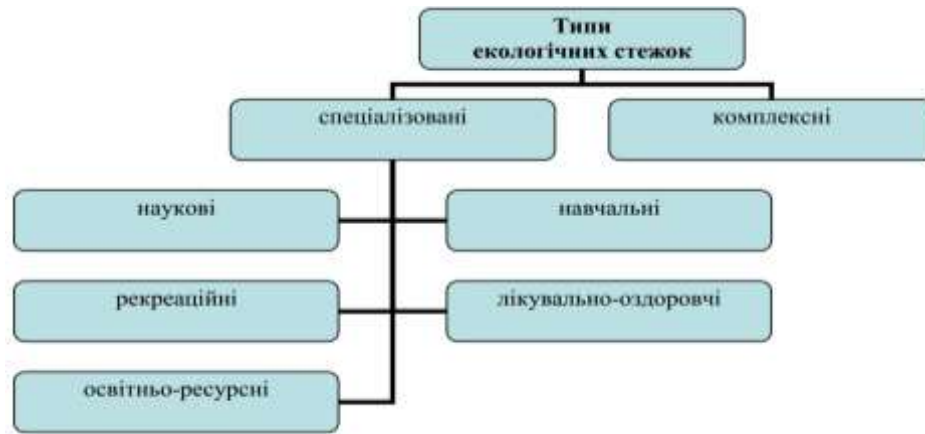 Типи
екологічних стежок
спеціалізовані
комплексні
наукові
навчальні
рекреаційні
лікувально-оздоровчі
освітньо-ресурсні